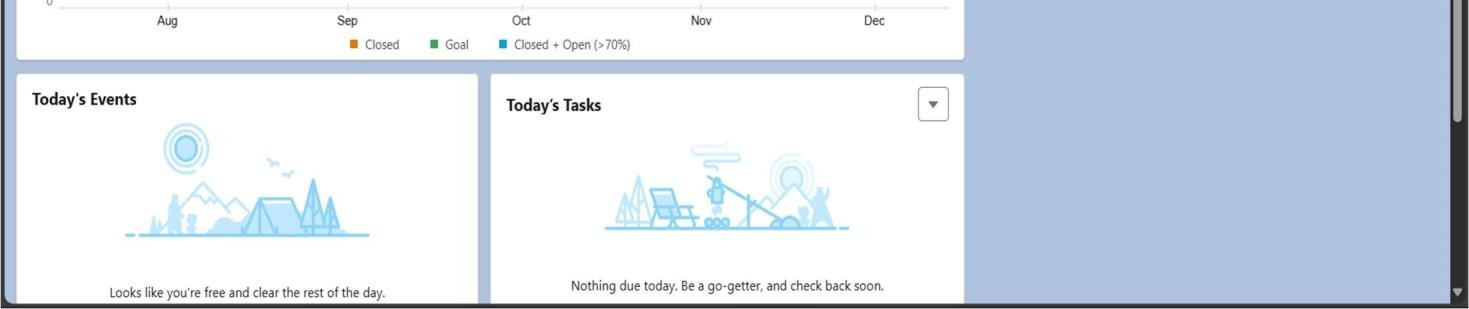 0
Aug Sep Oct Nov Dec
Closed Goal Closed + Open (>70%)
Today's Events
Looks like you're free and clear the rest of the day.
Today’s Tasks
Nothing due today. Be a go-getter, and check back soon.